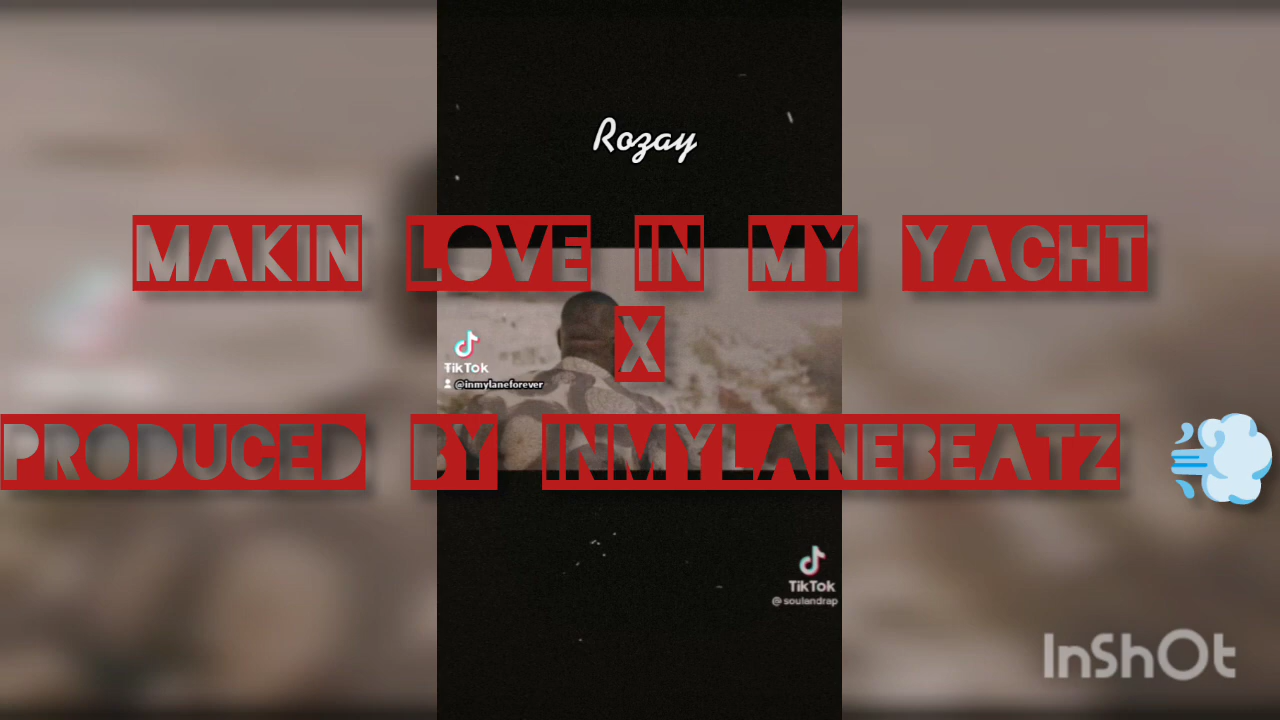 Rozay
MAKIN LOVE IN MY YACHT
X
TikTok
@inmylaneforever
PRODUCED BY INMYLANEBEATZ 💨
TikTok
@soulandrap
InShOt